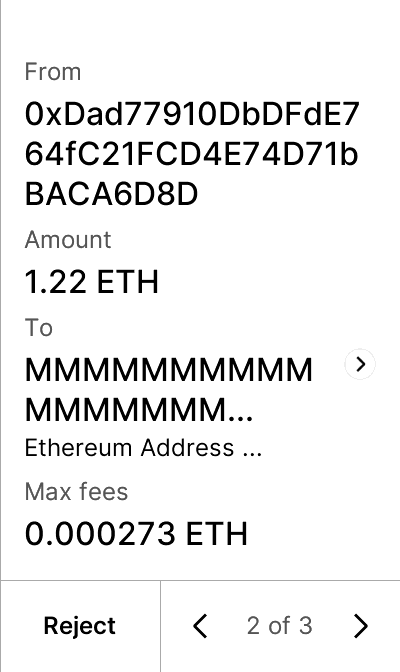 From
0xDad77910DbDFdE7
64fC21FCD4E74D71b
BACA6D8D
Amount
1.22 ETH
To
MMMMMMMMMM
MMMMMMM...
Ethereum Address ...
Max fees
0.000273 ETH
Reject
2 of 3